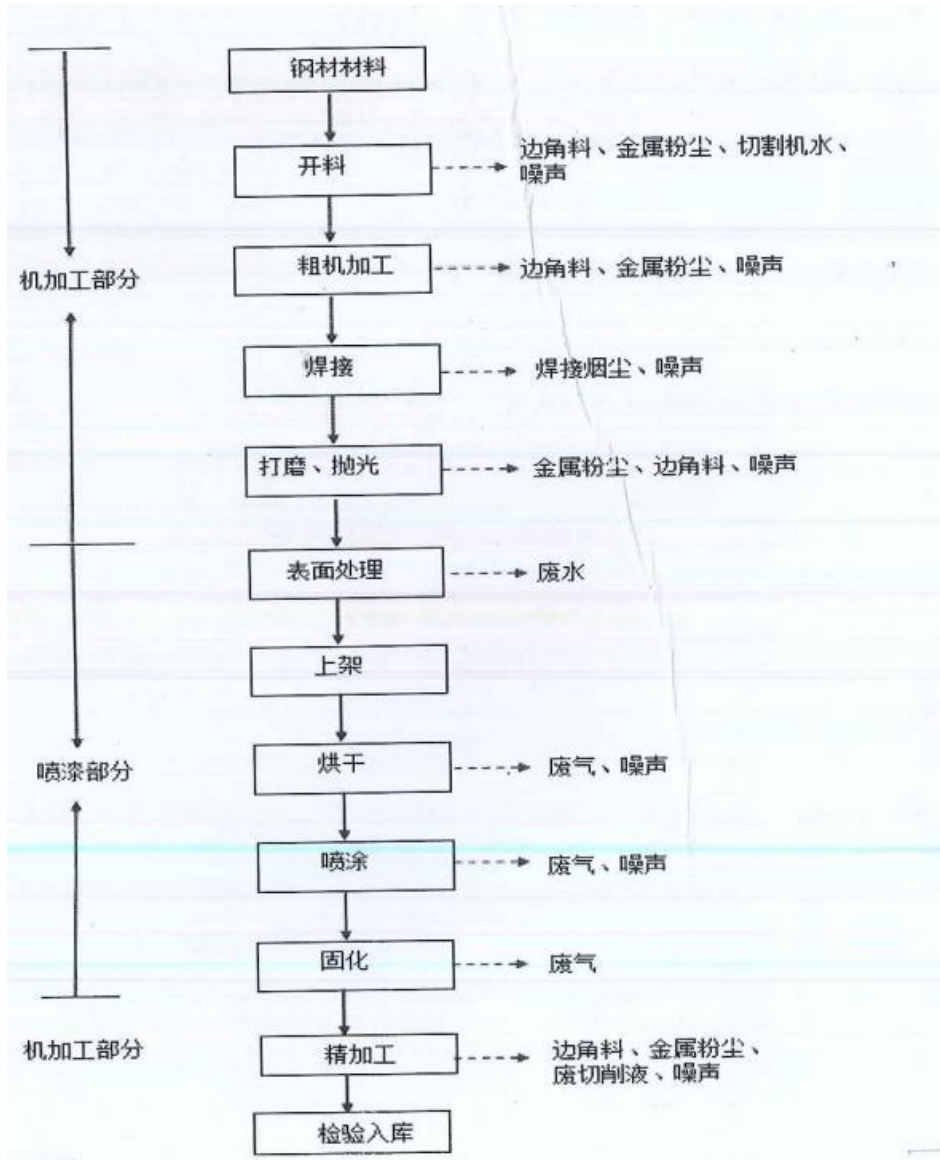 钢材材料
开料
边角料、金属粉尘、切割机水、
噪声
粗机加工
边角料、金属粉尘、噪声
机加工部分
焊接
焊接烟尘、噪声
打磨、抛光
金属粉尘、边角料、噪声
表面处理
废水
上架
烘干
废气、噪声
喷漆部分
喷涂
废气、噪声
固化
废气
机加工部分
精加工
边角料、金属粉尘、
废切削液、噪声
检验入库